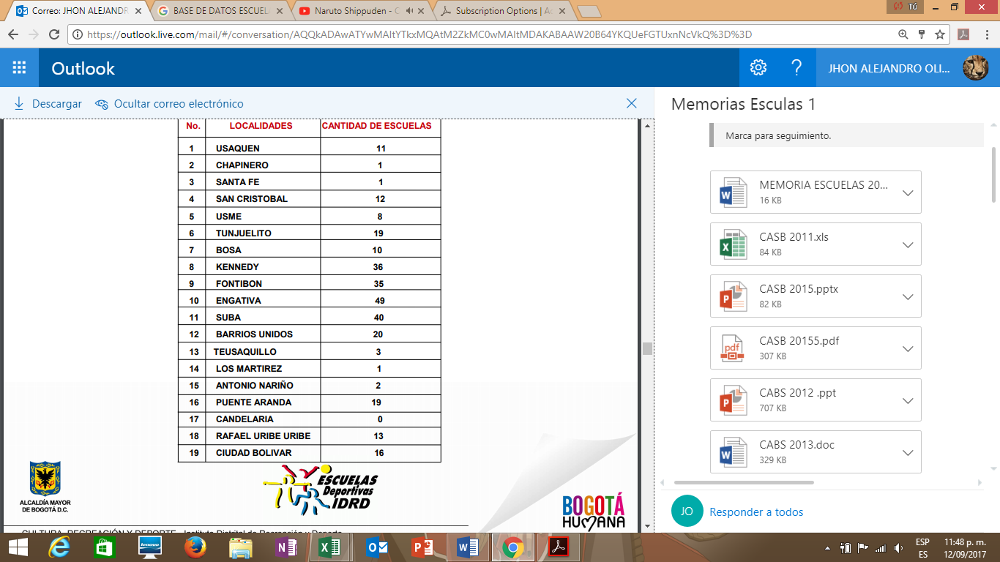 Correo: JHON ALEJANDR
BASE DE DATOS ESCUEL
Naruto Shippuden - C
Subscription Options | Ac
Tú
https://outlook.live.com/mail/#/conversation/AQQkADAwATYwMAItYTkxMQAtM2ZkMC0wMAItMDAKABAAW20B64YKQUeFGTUxnNcVkQ%3D%3D
Outlook
JHON ALEJANDRO OLI...
Descargar Ocultar correo electrónico
No. LOCALIDADES CANTIDAD DE ESCUELAS
1 USAQUEN 11
2 CHAPINERO 1
3 SANTA FE 1
4 SAN CRISTOBAL 12
5 USME 8
6 TUNJUELITO 19
7 BOSA 10
8 KENNEDY 36
9 FONTIBON 35
10 ENGATIVA 49
11 SUBA 40
12 BARRIOS UNIDOS 20
13 TEUSAQUILLO 3
14 LOS MARTIREZ 1
15 ANTONIO NARIÑO 2
16 PUENTE ARANDA 19
17 CANDELARIA 0
18 RAFAEL URIBE URIBE 13
19 CIUDAD BOLIVAR 16
ALCALDÍA MAYOR
DE BOGOTÁ D.C.
ESCUELAS
Deportivas
IDRD
BOGOTÁ
HUMANA
CULTURA, RECREACIÓN Y DEPORTE - Instituto Distrital de Recreación y Deporte
Memorias Esculas 1
Marca para seguimiento.
MEMORIA ESCUELAS 20...
16 KB
CASB 2011.xls
84 KB
CASB 2015.pptx
82 KB
CASB 20155.pdf
307 KB
CABS 2012 .ppt
707 KB
CABS 2013.doc
329 KB
JO
Responder a todos
ESP
ES
11:48 p. m.
12/09/2017